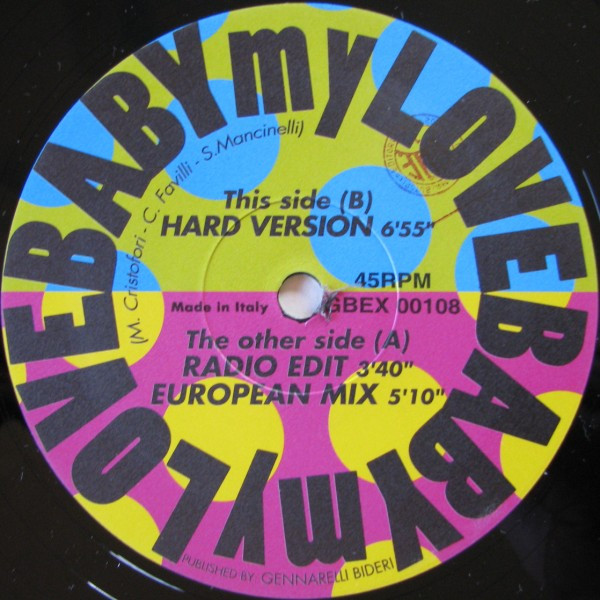 BABY my LOVE BABY my LOVE
(M. Cristofori - C. Favilli - S. Mancinelli)
This side (B)
HARD VERSION 6'55"
45RPM
Made in Italy
GBEX 00108
The other side (A)
RADIO EDIT 3'40"
EUROPEAN MIX 5'10"
PUBLISHED BY GENNARELLI BIDERI